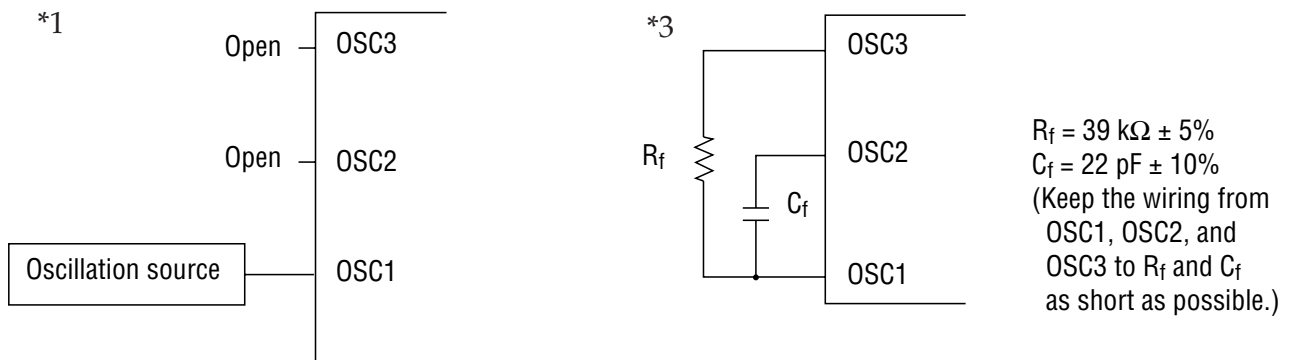 *1
Open
OSC3
Open
OSC2
Oscillation source
OSC1
*3
OSC3
Rf
OSC2
Cf
OSC1
Rf = 39 kΩ ± 5%
Cf = 22 pF ± 10%
(Keep the wiring from
OSC1, OSC2, and
OSC3 to Rf and Cf
as short as possible.)